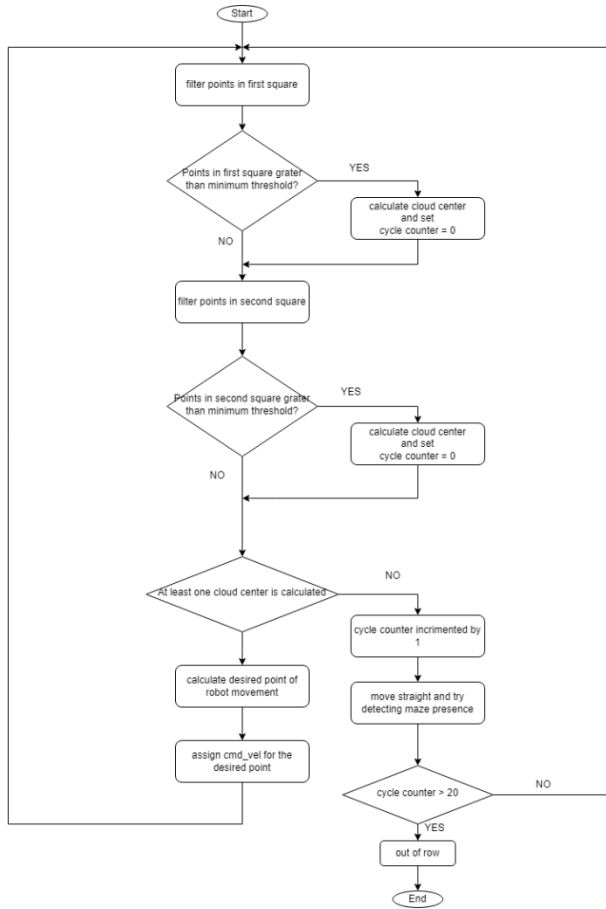 Start
filter points in first square
Points in first square grater
than minimum threshold?
YES
calculate cloud center
and set
cycle counter = 0
NO
filter points in second square
Points in second square grater
than minimum threshold?
YES
calculate cloud center
and set
cycle counter = 0
NO
At least one cloud center is calculated
NO
cycle counter incrimented by
1
calculate desired point of
robot movement
move straight and try
detecting maze presence
assign cmd_vel for the
desired point
cycle counter > 20
NO
YES
out of row
End